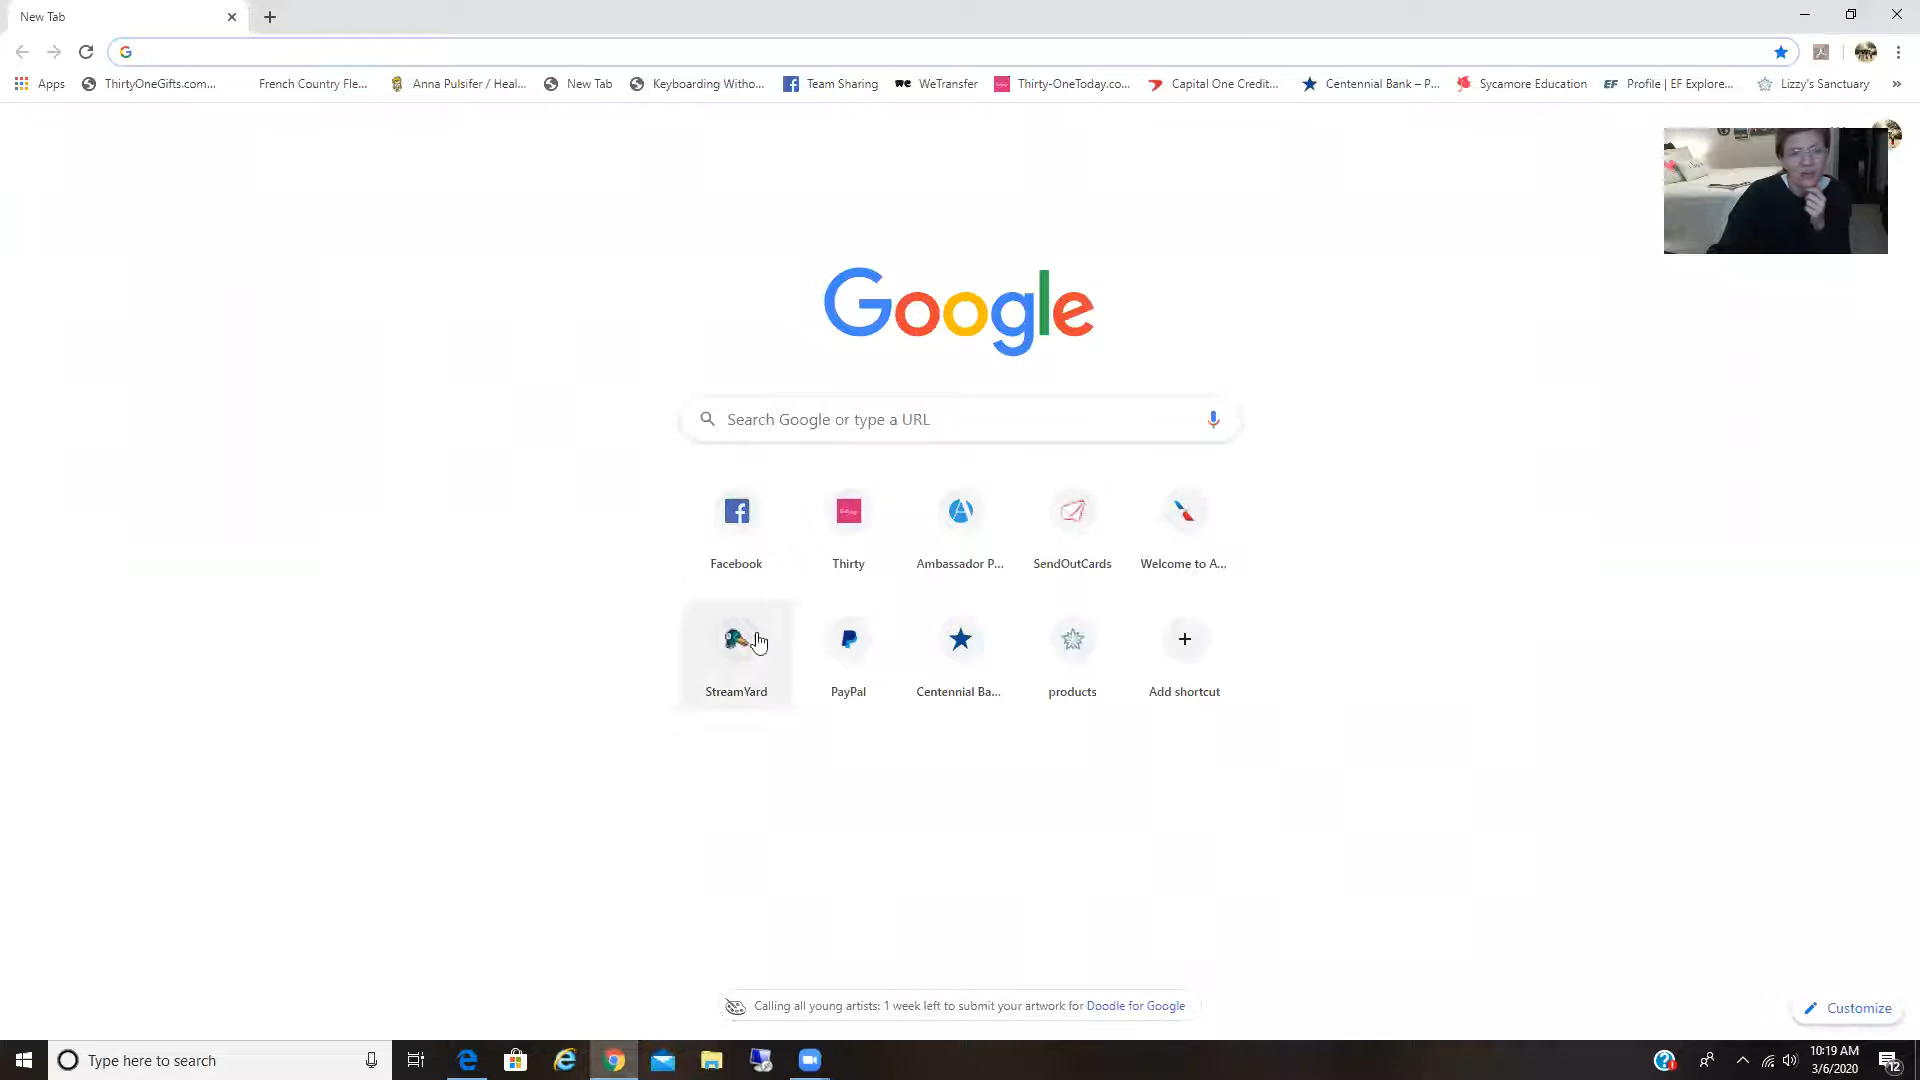 New Tab
Apps ThirtyOneGifts.com... French Country Fle... Anna Pulsifer / Heal... New Tab Keyboarding Witho... Team Sharing WeTransfer Thirty-OneToday.co... Capital One Credit... Centennial Bank – P... Sycamore Education EF Profile | EF Explore... Lizzy's Sanctuary »
Google
Search Google or type a URL
Facebook Thirty Ambassador P... SendOutCards Welcome to A...
StreamYard PayPal Centennial Ba... products Add shortcut
Calling all young artists: 1 week left to submit your artwork for Doodle for Google
Customize
Type here to search
10:19 AM
3/6/2020
12